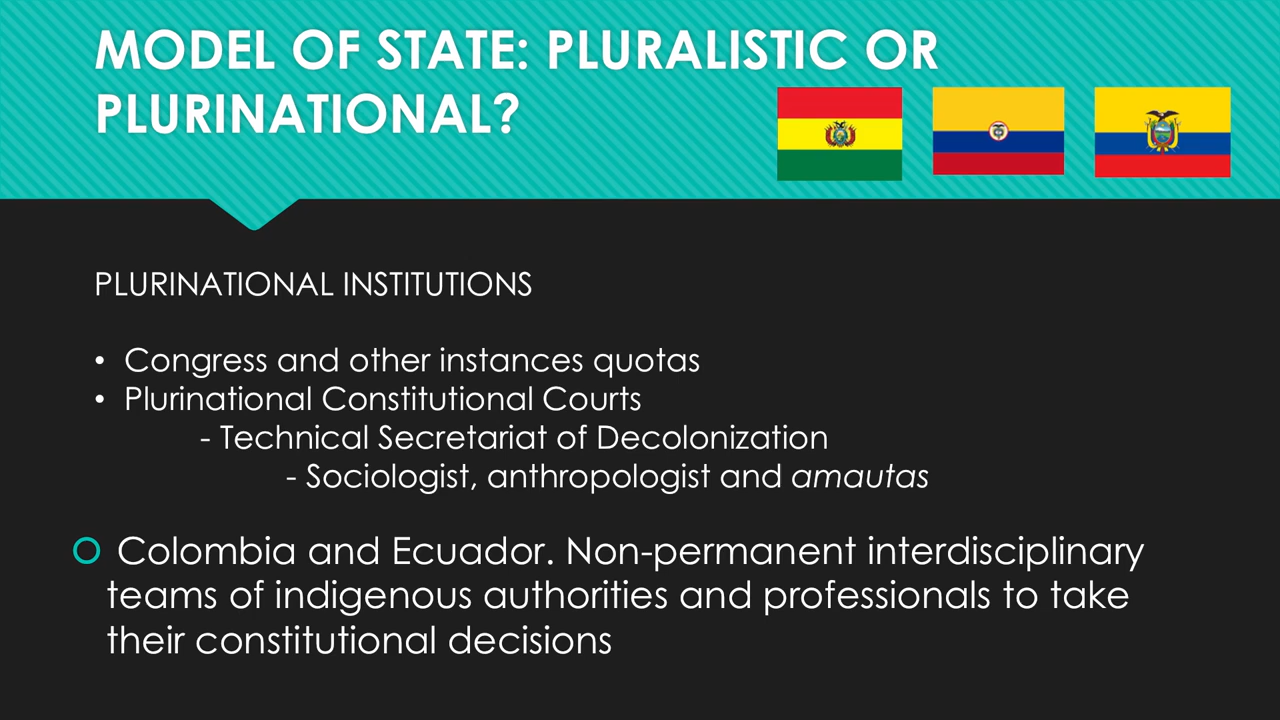 MODEL OF STATE: PLURALISTIC OR
PLURINATIONAL?
PLURINATIONAL INSTITUTIONS
• Congress and other instances quotas
• Plurinational Constitutional Courts
- Technical Secretariat of Decolonization
- Sociologist, anthropologist and amautas
Colombia and Ecuador. Non-permanent interdisciplinary
teams of indigenous authorities and professionals to take
their constitutional decisions